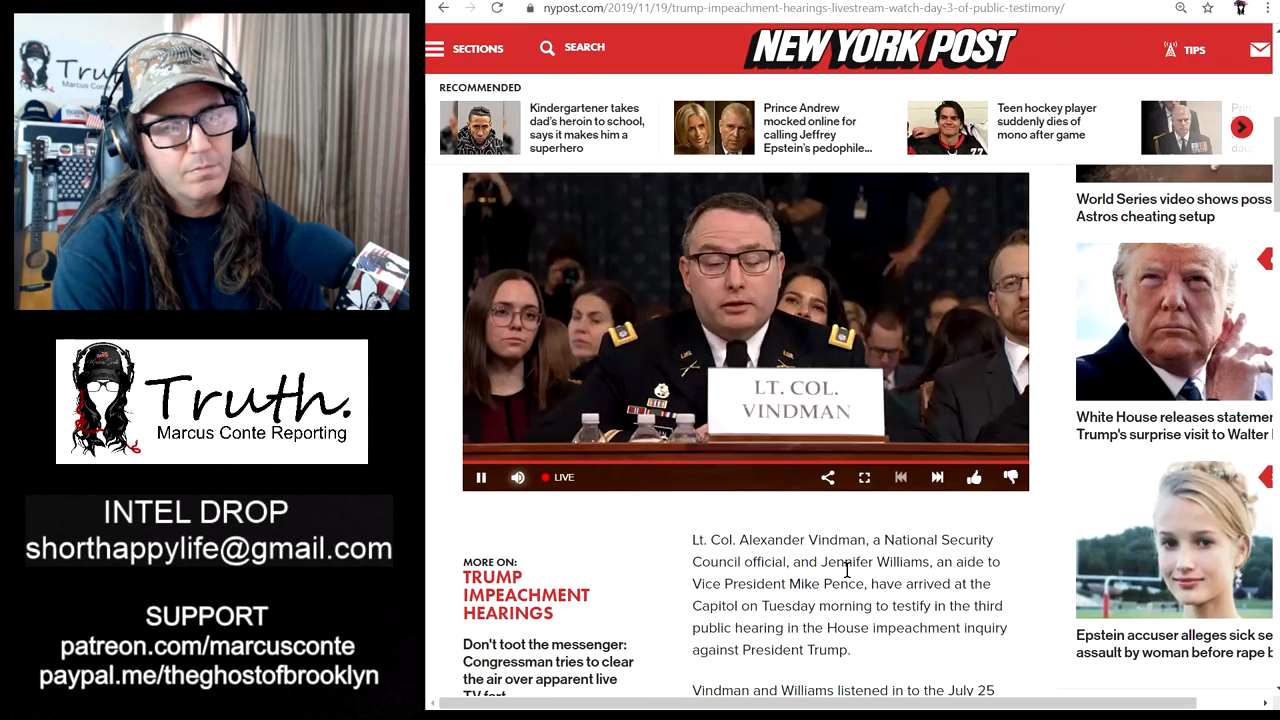 Truth.
Marcus Conte
Truth.
Marcus Conte Reporting
INTEL DROP
shorthappylife@gmail.com
SUPPORT
patreon.com/marcusconte
paypal.me/theghostofbrooklyn
nypost.com/2019/11/19/trump-impeachment-hearings-livestream-watch-day-3-of-public-testimony/
SECTIONS
SEARCH
NEW YORK POST
TIPS
RECOMMENDED
Kindergartener takes
dad's heroin to school,
says it makes him a
superhero
Prince Andrew
mocked online for
calling Jeffrey
Epstein's pedophile...
Teen hockey player
suddenly dies of
mono after game
77
LT. COL.
VINDMAN
LIVE
World Series video shows poss
Astros cheating setup
White House releases statemen
Trump's surprise visit to Walter
Epstein accuser alleges sick se
assault by woman before rape b
MORE ON:
TRUMP
IMPEACHMENT
HEARINGS
Don't toot the messenger:
Congressman tries to clear
the air over apparent live
TV fart
Lt. Col. Alexander Vindman, a National Security
Council official, and Jennifer Williams, an aide to
Vice President Mike Pence, have arrived at the
Capitol on Tuesday morning to testify in the third
public hearing in the House impeachment inquiry
against President Trump.
Vindman and Williams listened in to the July 25